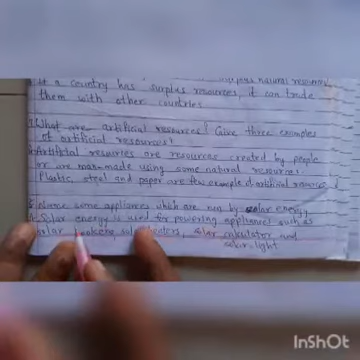 natural resources
If a country has surplus resources, it can trade
them with other countries
What are artificial resources? Give three examples
of artificial resources?
Artificial resources are resources created by people
or are man-made using some natural resources.
Plastic, steel and paper are few example of artificial resources
Name some appliances which are run by solar energy
A. Solar energy is used for powering appliances such as
solar cookers, solar heaters, solar calculator and
solar light
InShOt